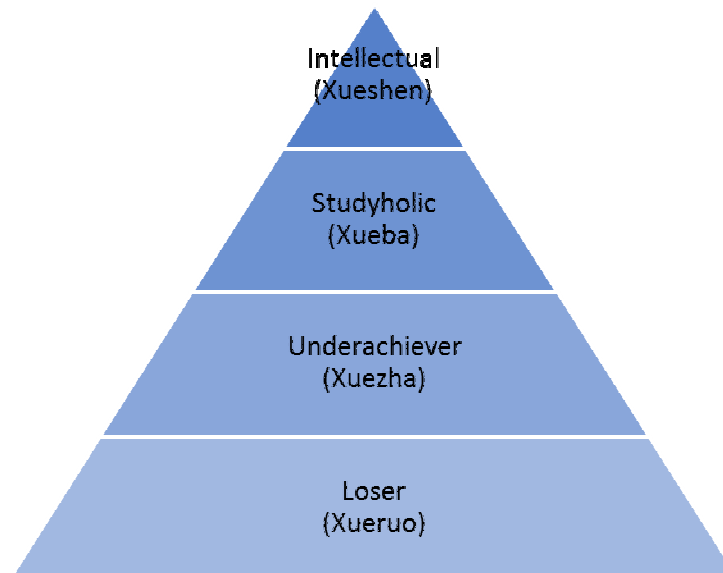 Intellectual
(Xueshen)
Studyholic
(Xueba)
Underachiever
(Xuezha)
Loser
(Xueruo)